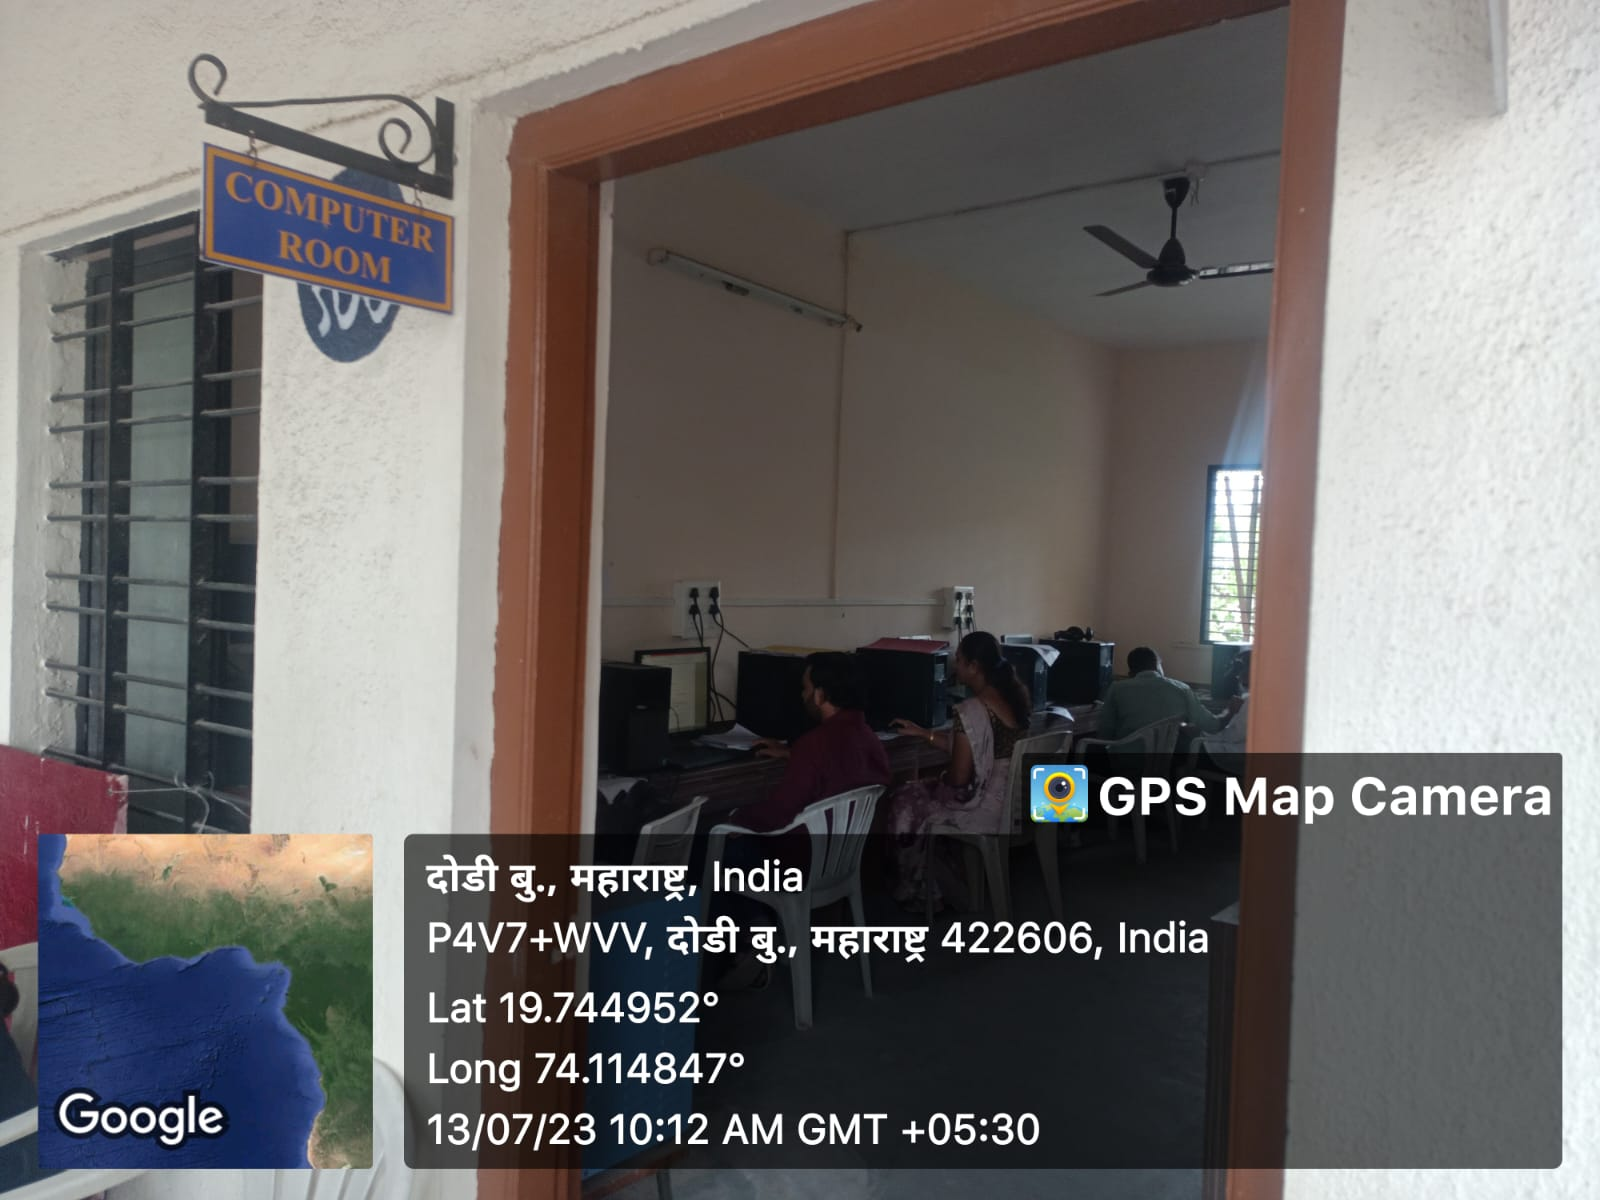 COMPUTER
ROOM
GPS Map Camera
दोडी बु., महाराष्ट्र, India
P4V7+WVV, दोडी बु., महाराष्ट्र 422606, India
Lat 19.744952°
Long 74.114847°
13/07/23 10:12 AM GMT +05:30
Google